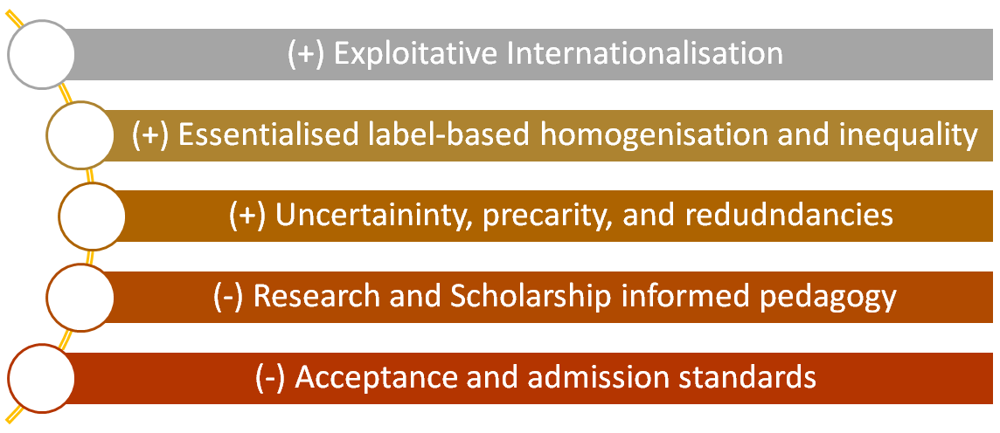 (+) Exploitative Internationalisation
(+) Essentialised label-based homogenisation and inequality
(+) Uncertaininty, precarity, and redudndancies
(-) Research and Scholarship informed pedagogy
(-) Acceptance and admission standards